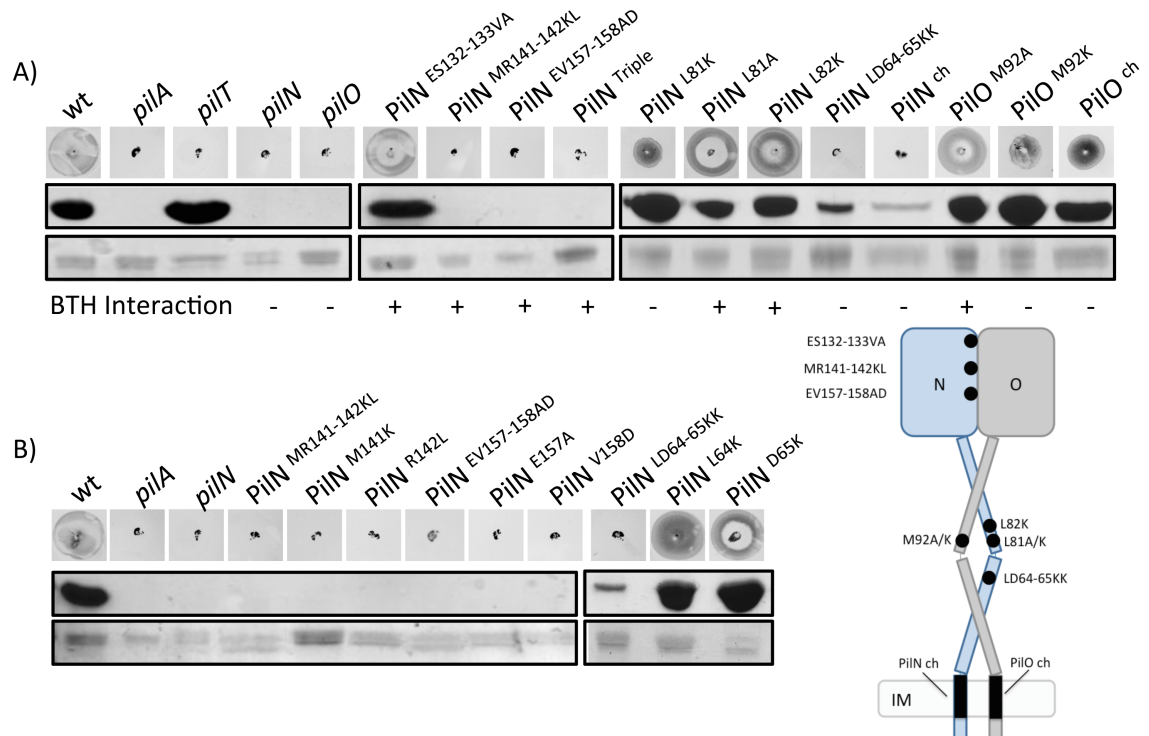 A)
wt pilA pilT pilN pilO PilN ES132-133VA PilN MR141-142KL PilN EV157-158AD PilN Triple PilN L81K PilN L81A PilN L82K PilN LD64-65KK PilN ch PilO M92A PilO M92K PilO ch
BTH Interaction - - + + + + - + + - - + - -
B)
wt pilA pilN PilN MR141-142KL PilN M141K PilN R142L PilN EV157-158AD PilN E157A PilN V158D PilN LD64-65KK PilN L64K PilN D65K
ES132-133VA
MR141-142KL
EV157-158AD
N O
L82K
M92A/K L81A/K
LD64-65KK
PilN ch PilO ch
IM